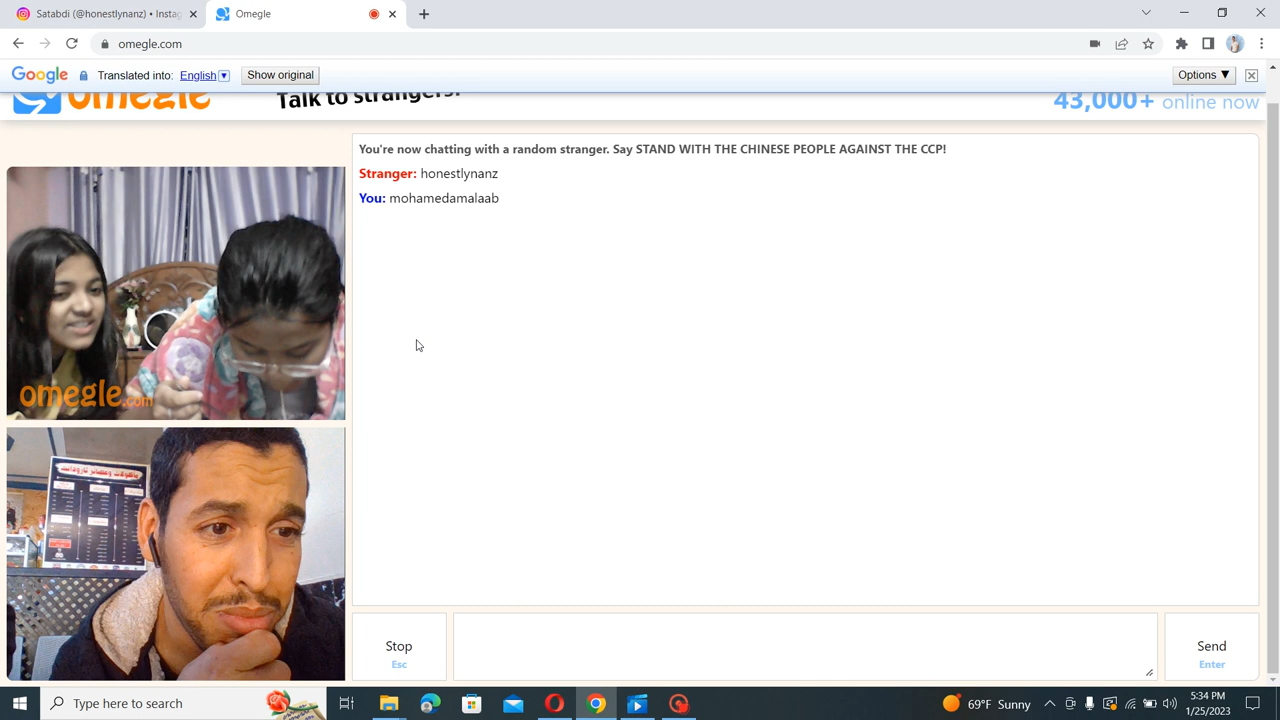 Satabdi (@honestlynanz) • Instag
Omegle
omegle.com
Google Translated into: English Show original Options ▼
omegle Talk to strangers! 43,000+ online now
You're now chatting with a random stranger. Say STAND WITH THE CHINESE PEOPLE AGAINST THE CCP!
Stranger: honestlynanz
You: mohamedamalaab
omegle.com
Stop
Esc
Send
Enter
Type here to search
69°F Sunny
5:34 PM
1/25/2023